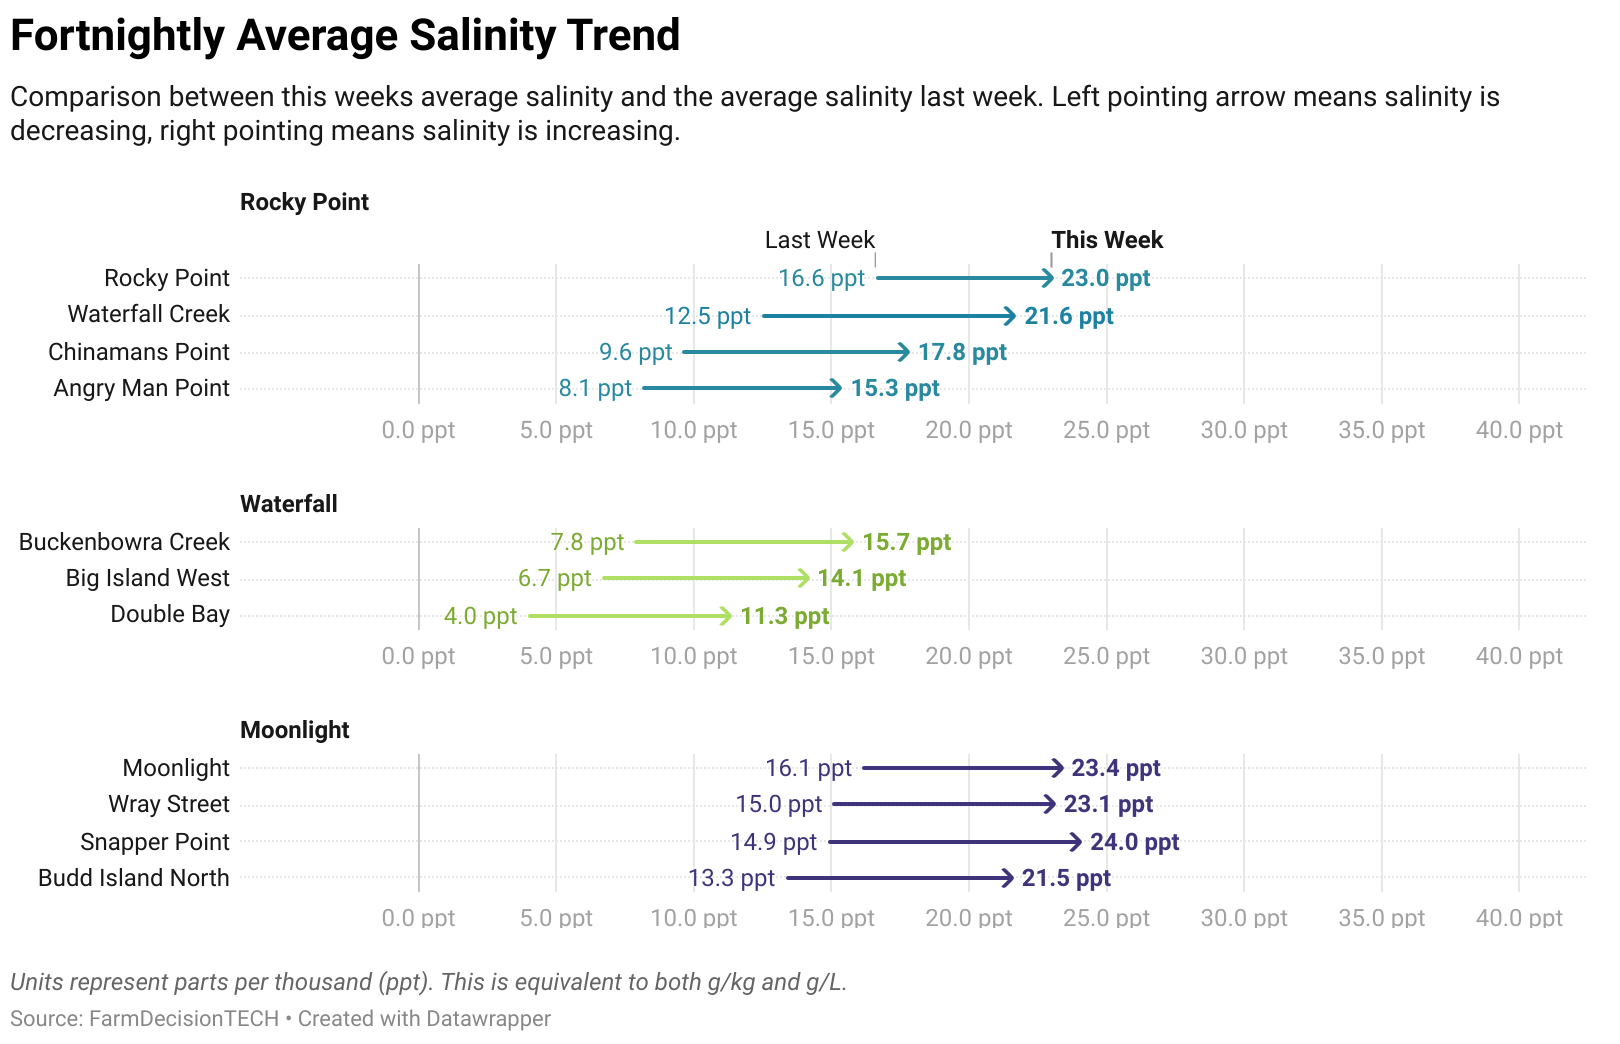 Fortnightly Average Salinity Trend
Comparison between this weeks average salinity and the average salinity last week. Left pointing arrow means salinity is
decreasing, right pointing means salinity is increasing.
Rocky Point
Last Week This Week
Rocky Point 16.6 ppt 23.0 ppt
Waterfall Creek 12.5 ppt 21.6 ppt
Chinamans Point 9.6 ppt 17.8 ppt
Angry Man Point 8.1 ppt 15.3 ppt
0.0 ppt 5.0 ppt 10.0 ppt 15.0 ppt 20.0 ppt 25.0 ppt 30.0 ppt 35.0 ppt 40.0 ppt
Waterfall
Buckenbowra Creek 7.8 ppt 15.7 ppt
Big Island West 6.7 ppt 14.1 ppt
Double Bay 4.0 ppt 11.3 ppt
0.0 ppt 5.0 ppt 10.0 ppt 15.0 ppt 20.0 ppt 25.0 ppt 30.0 ppt 35.0 ppt 40.0 ppt
Moonlight
Moonlight 16.1 ppt 23.4 ppt
Wray Street 15.0 ppt 23.1 ppt
Snapper Point 14.9 ppt 24.0 ppt
Budd Island North 13.3 ppt 21.5 ppt
0.0 ppt 5.0 ppt 10.0 ppt 15.0 ppt 20.0 ppt 25.0 ppt 30.0 ppt 35.0 ppt 40.0 ppt
Units represent parts per thousand (ppt). This is equivalent to both g/kg and g/L.
Source: FarmDecisionTECH • Created with Datawrapper